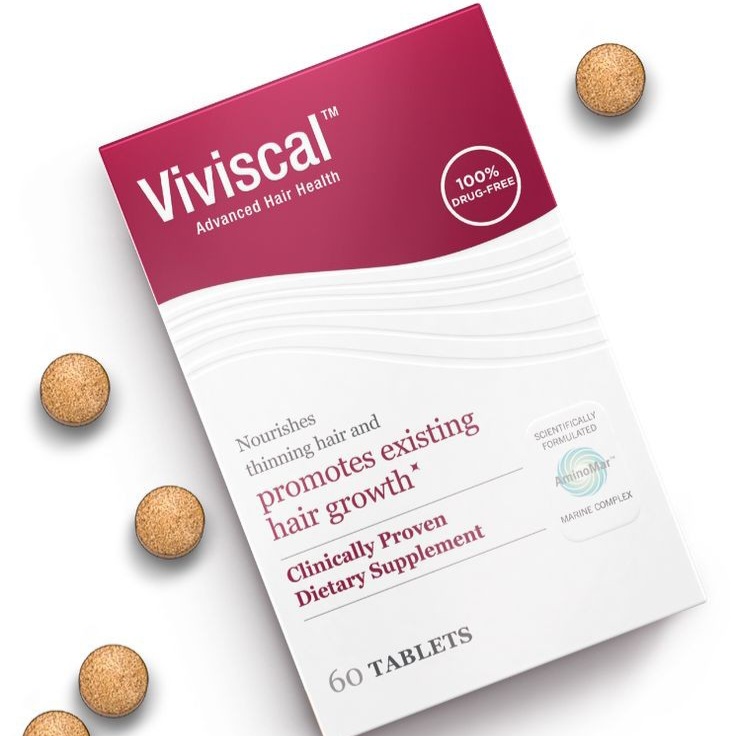 Viviscal™
Advanced Hair Health
100%
DRUG-FREE
Nourishes
thinning hair and
promotes existing
hair growth
Clinically Proven
Dietary Supplement
60 TABLETS
SCIENTIFICALLY
FORMULATED
AminoMar™
MARINE COMPLEX